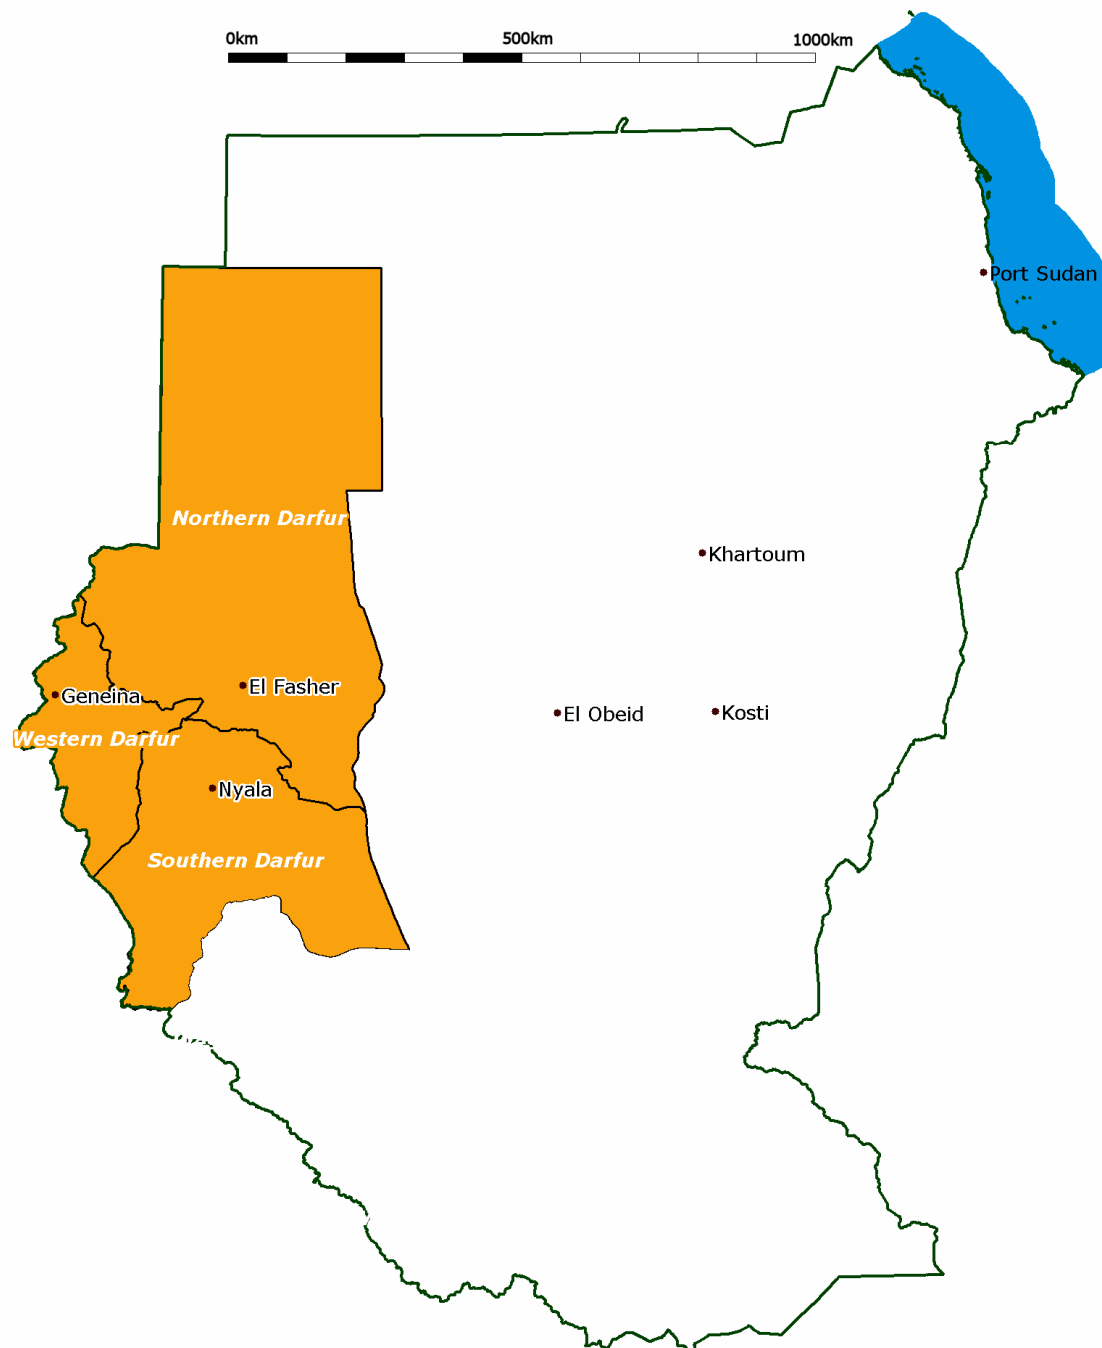 0km 500km 1000km
Port Sudan
Northern Darfur
Khartoum
El Fasher
Geneina
El Obeid
Kosti
Western Darfur
Nyala
Southern Darfur